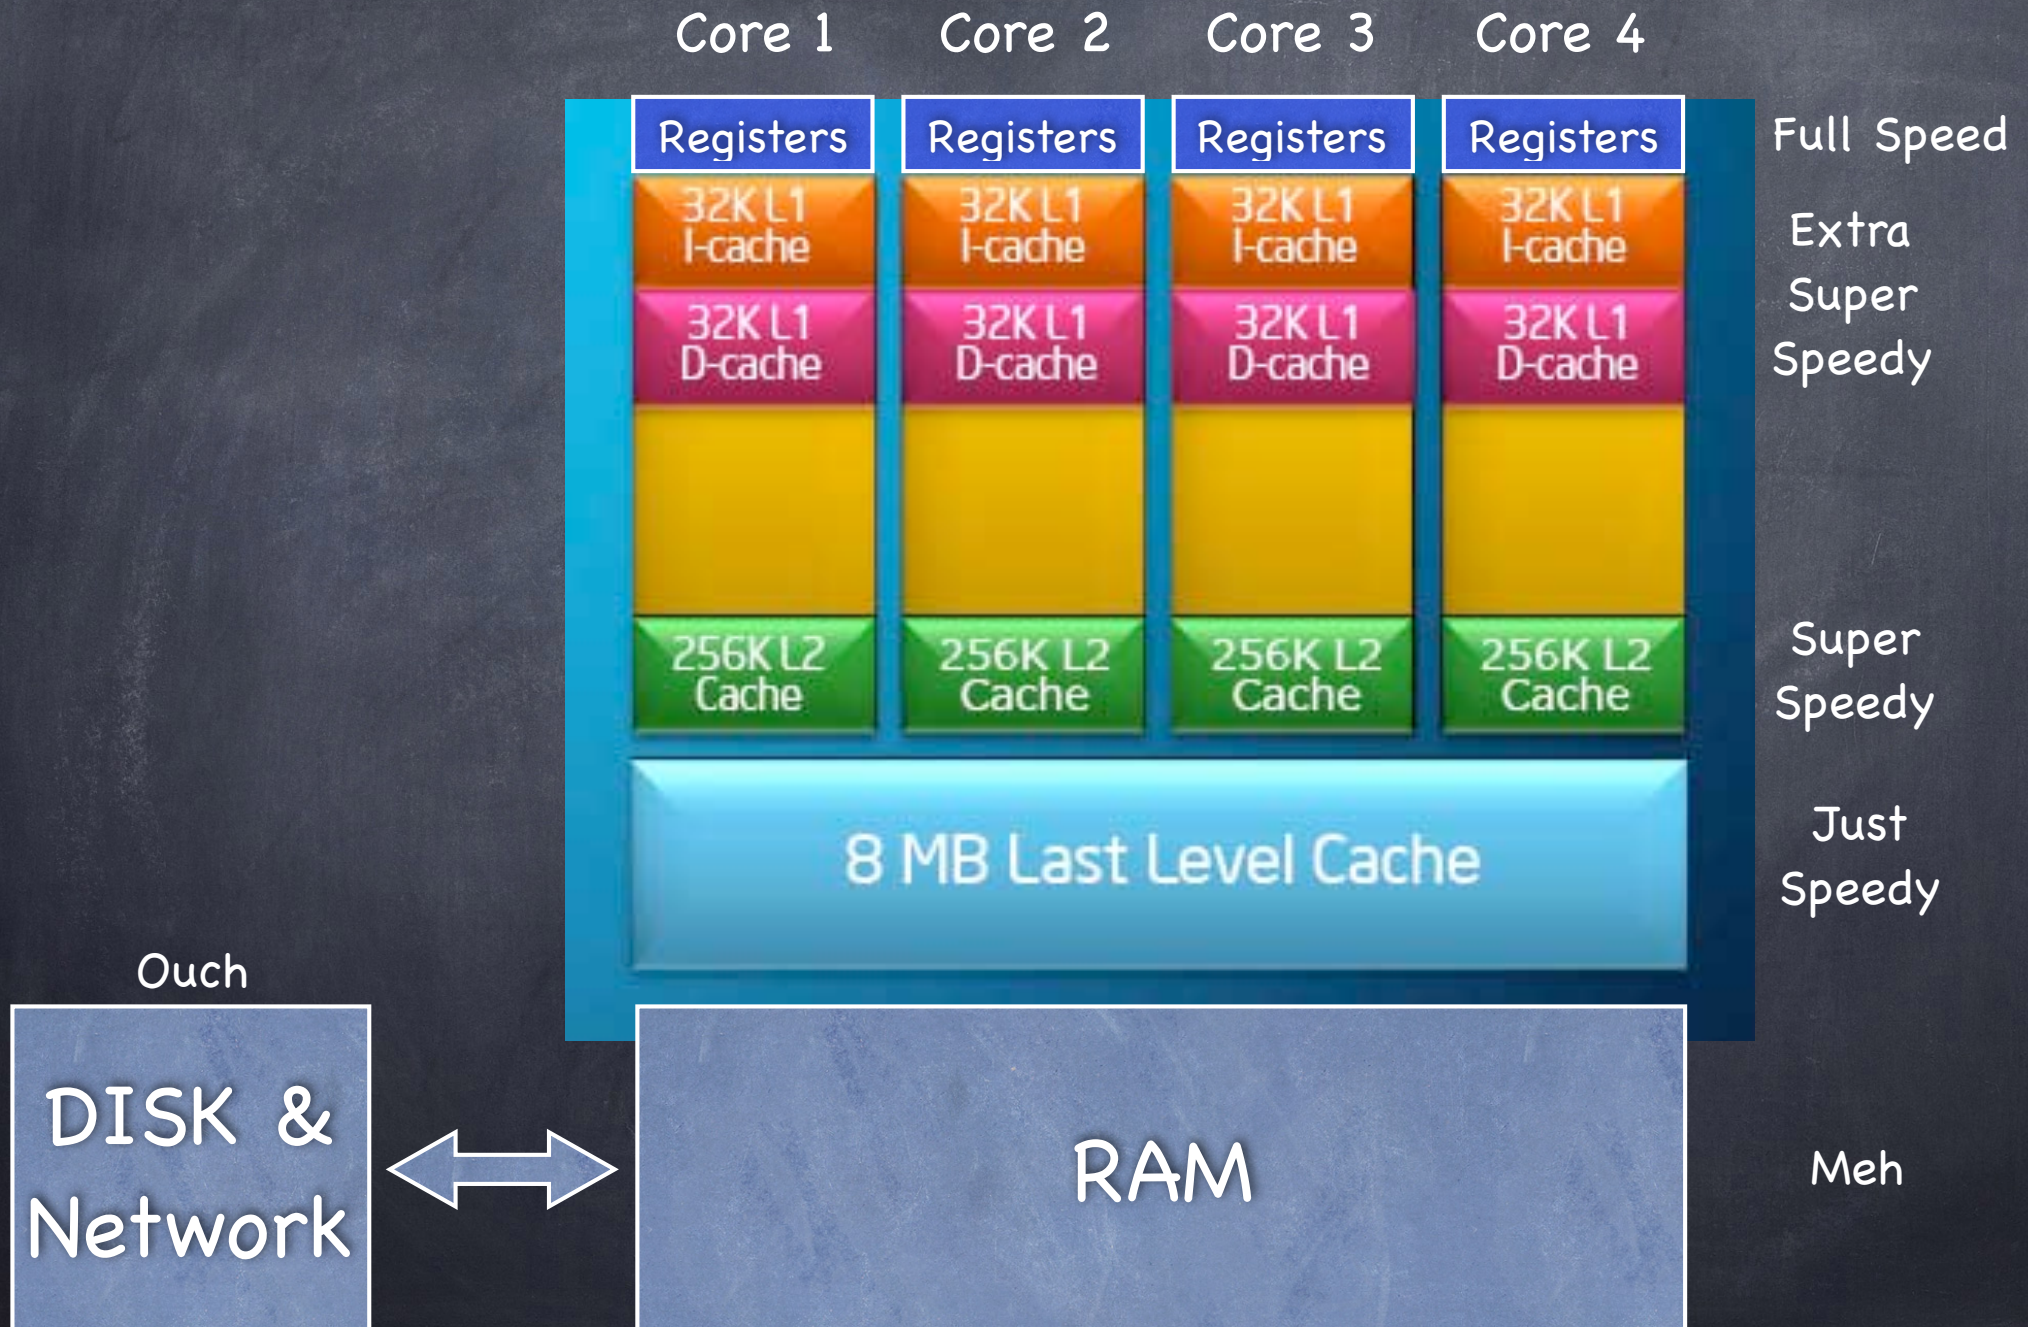 Core 1 Core 2 Core 3 Core 4
Registers Registers Registers Registers Full Speed
32K L1 32K L1 32K L1 32K L1
I-cache I-cache I-cache I-cache
Extra
Super
Speedy
32K L1 32K L1 32K L1 32K L1
D-cache D-cache D-cache D-cache
256K L2 256K L2 256K L2 256K L2
Cache Cache Cache Cache
Super
Speedy
8 MB Last Level Cache
Just
Speedy
Ouch
DISK &
Network
RAM
Meh